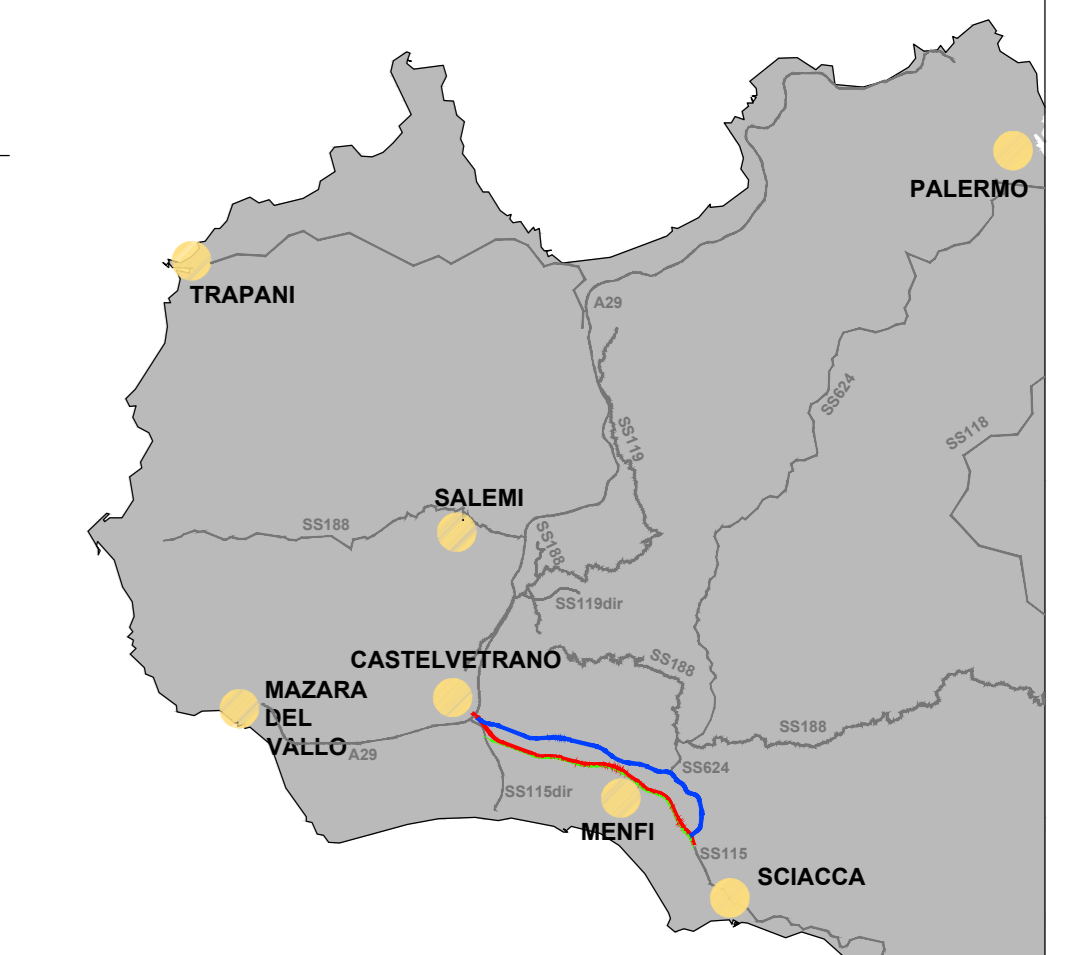 PALERMO
TRAPANI
A29
SS624
SS119
SS118
SALEMI
SS188
SS188
SS119dir
CASTELVETRANO
SS188
MAZARA
DEL
VALLO
A29
SS188
SS624
SS115dir
MENFI
SS115
SCIACCA